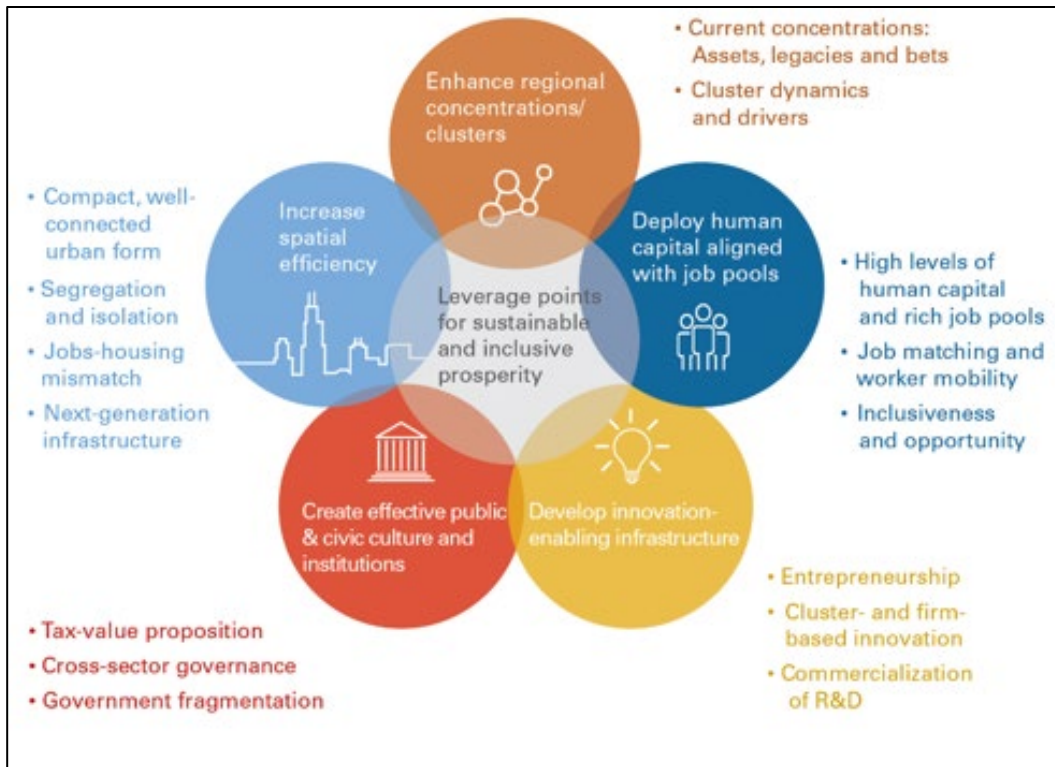 Enhance regional
concentrations/
clusters
• Current concentrations:
Assets, legacies and bets
• Cluster dynamics
and drivers
Increase
spatial
efficiency
• Compact, well-
connected
urban form
• Segregation
and isolation
• Jobs-housing
mismatch
• Next-generation
infrastructure
Leverage points
for sustainable
and inclusive
prosperity
Deploy human
capital aligned
with job pools
• High levels of
human capital
and rich job pools
• Job matching and
worker mobility
• Inclusiveness
and opportunity
Create effective public
& civic culture and
institutions
• Tax-value proposition
• Cross-sector governance
• Government fragmentation
Develop innovation-
enabling infrastructure
• Entrepreneurship
• Cluster- and firm-
based innovation
• Commercialization
of R&D